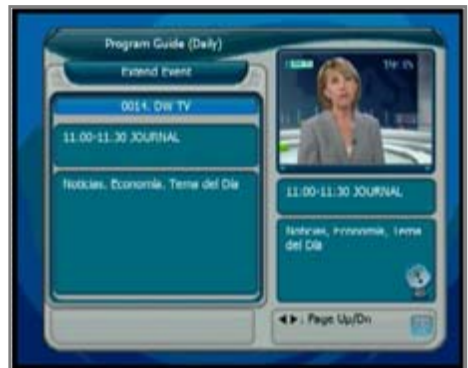 Program Guide (Daily)
Extend Event
0014. DW TV
11.00-11.30 JOURNAL
Noticias. Economía. Tema del Día
11:00-11:30 JOURNAL
Noticias, Economía, Tema
del Día
◀▶: Page Up/Dn